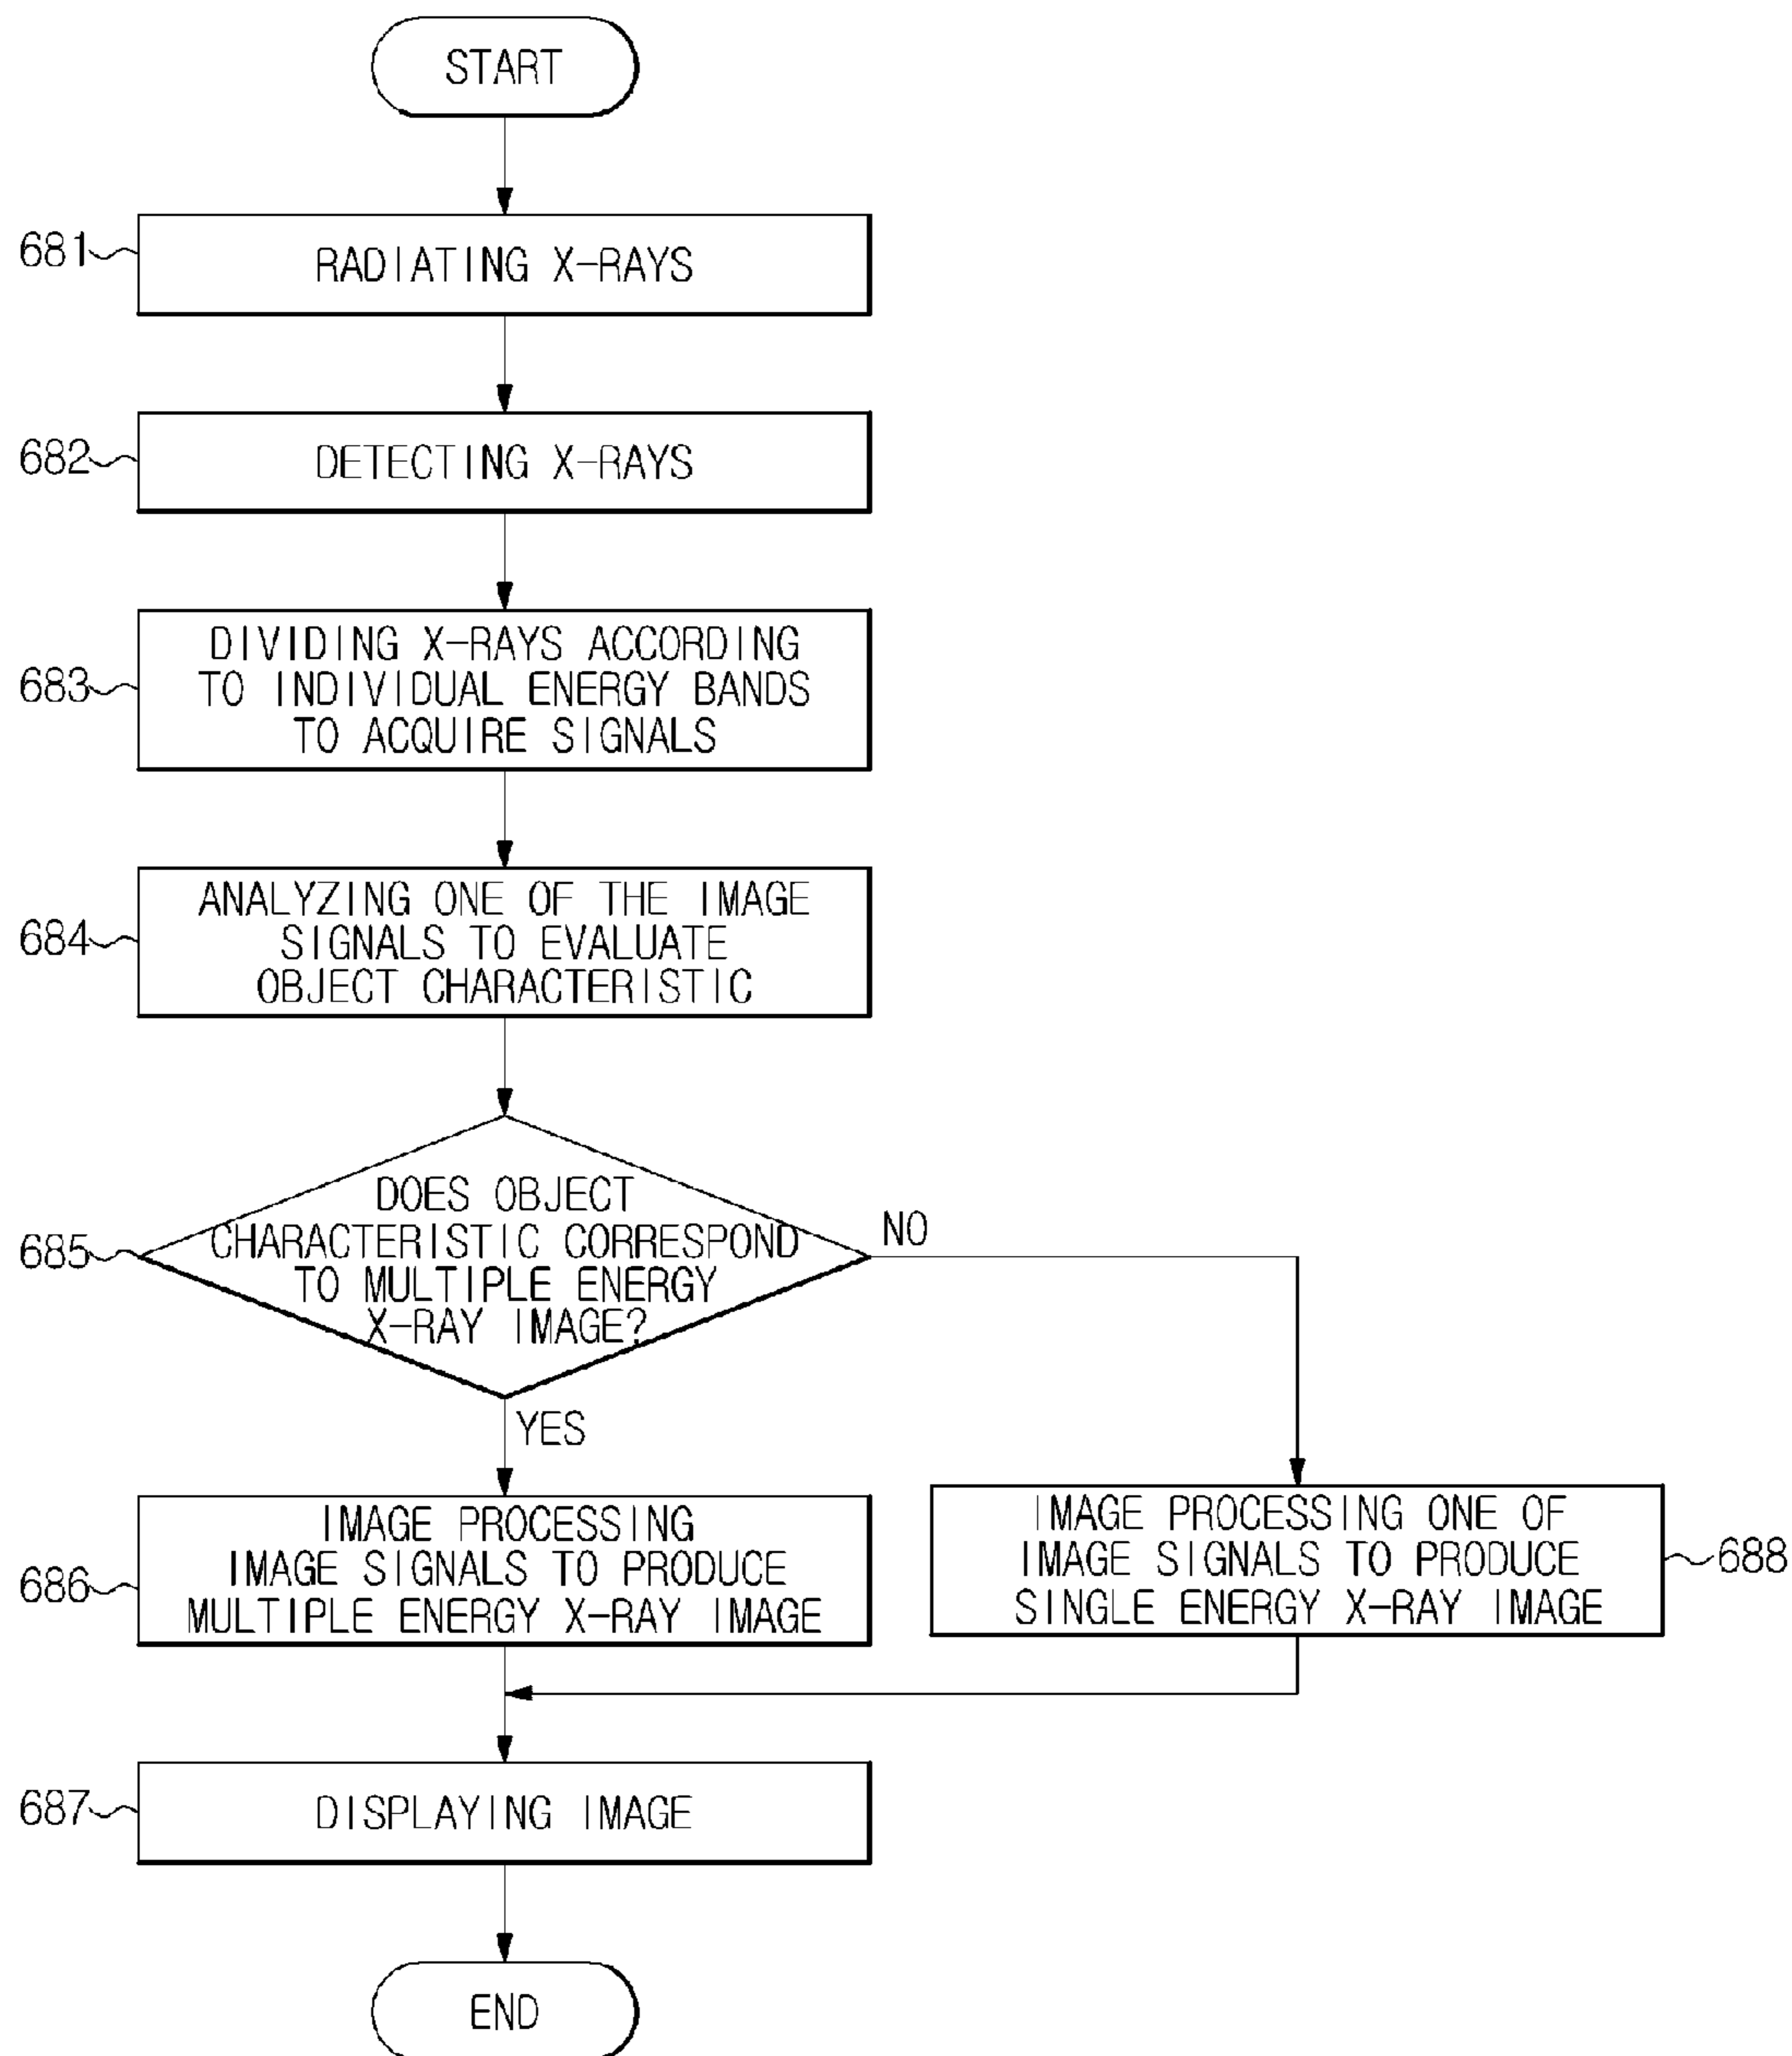 START
681
RADIATING X-RAYS
682
DETECTING X-RAYS
683
DIVIDING X-RAYS ACCORDING
TO INDIVIDUAL ENERGY BANDS
TO ACQUIRE SIGNALS
684
ANALYZING ONE OF THE IMAGE
SIGNALS TO EVALUATE
OBJECT CHARACTERISTIC
685
DOES OBJECT
CHARACTERISTIC CORRESPOND
TO MULTIPLE ENERGY
X-RAY IMAGE?
NO
YES
686
IMAGE PROCESSING
IMAGE SIGNALS TO PRODUCE
MULTIPLE ENERGY X-RAY IMAGE
IMAGE PROCESSING ONE OF
IMAGE SIGNALS TO PRODUCE
SINGLE ENERGY X-RAY IMAGE
688
687
DISPLAYING IMAGE
END